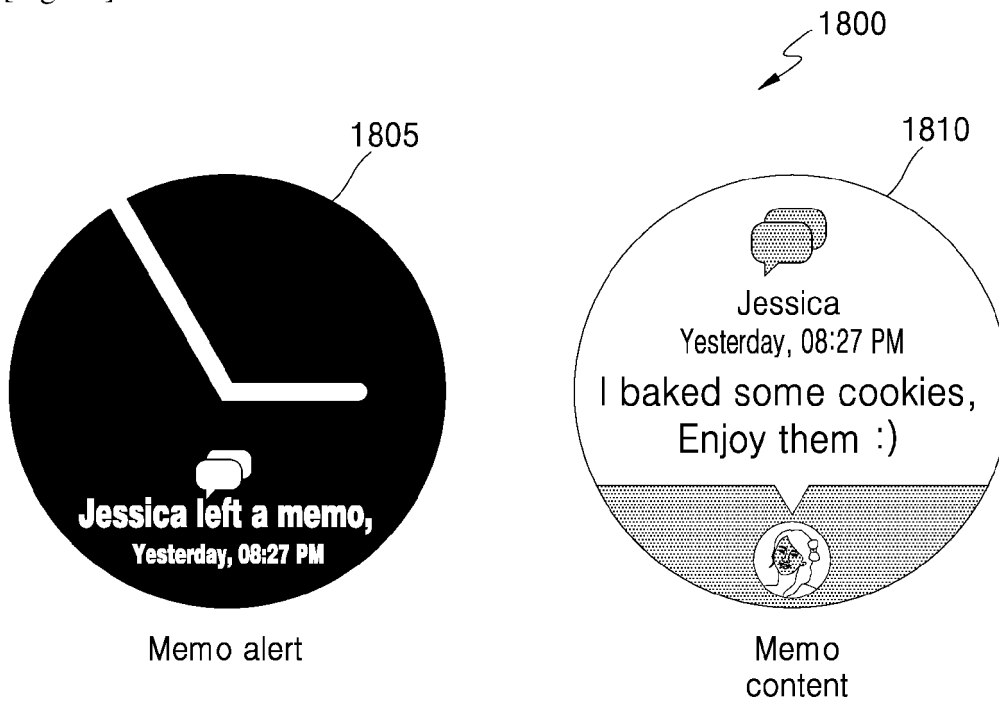 1800
1805
1810
Jessica left a memo,
Yesterday, 08:27 PM
Memo alert
Jessica
Yesterday, 08:27 PM
I baked some cookies,
Enjoy them :)
Memo
content